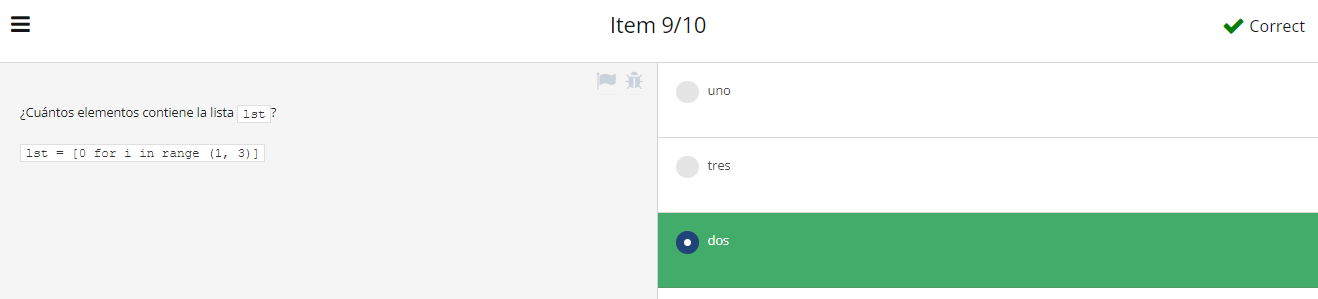 Item 9/10
Correct
¿Cuántos elementos contiene la lista lst?
lst = [0 for i in range (1, 3)]
uno
tres
dos